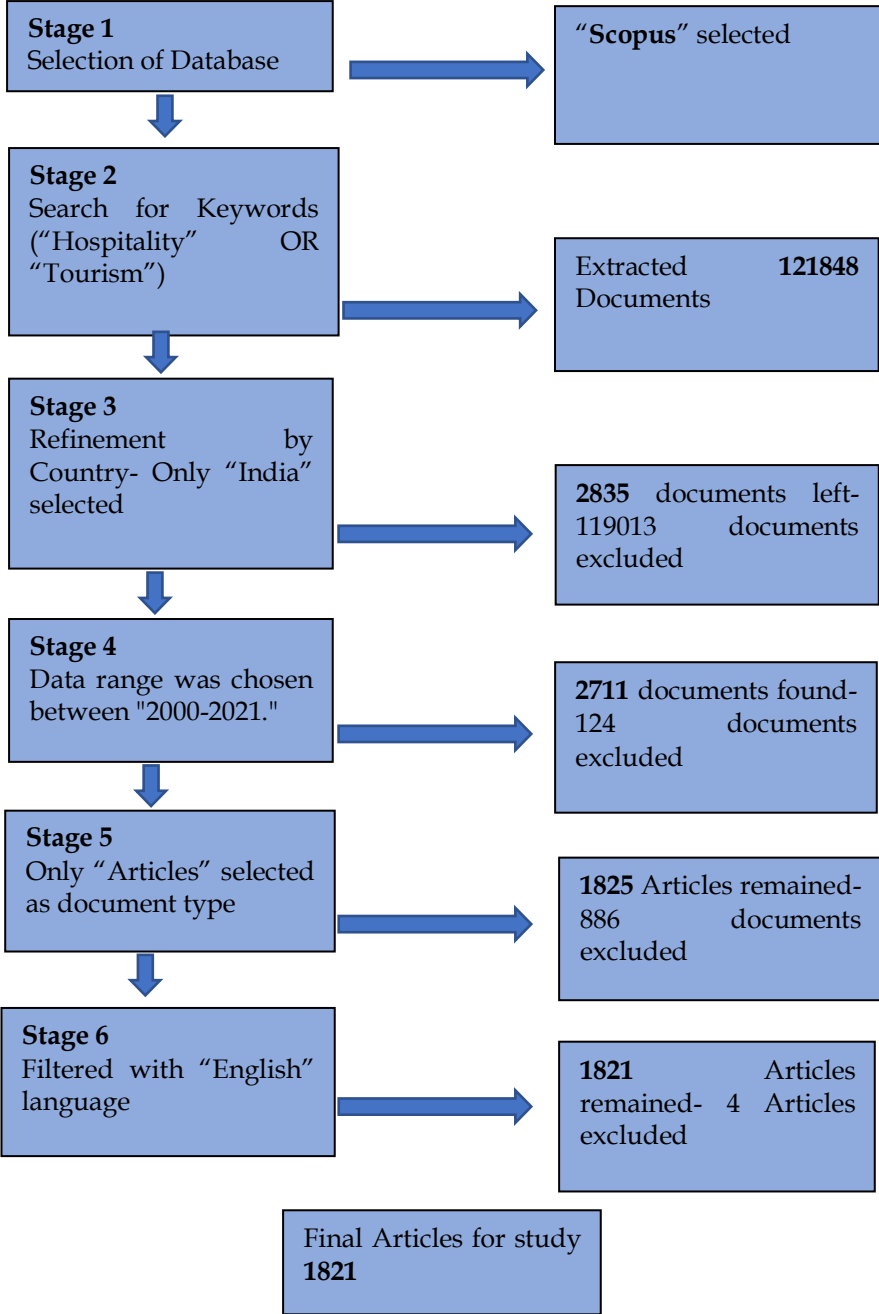 Stage 1
Selection of Database
“Scopus” selected
Stage 2
Search for Keywords
(“Hospitality” OR
“Tourism”)
Extracted 121848
Documents
Stage 3
Refinement by
Country- Only “India”
selected
2835 documents left-
119013 documents
excluded
Stage 4
Data range was chosen
between "2000-2021."
2711 documents found-
124 documents
excluded
Stage 5
Only “Articles” selected
as document type
1825 Articles remained-
886 documents
excluded
Stage 6
Filtered with “English”
language
1821 Articles
remained- 4 Articles
excluded
Final Articles for study
1821